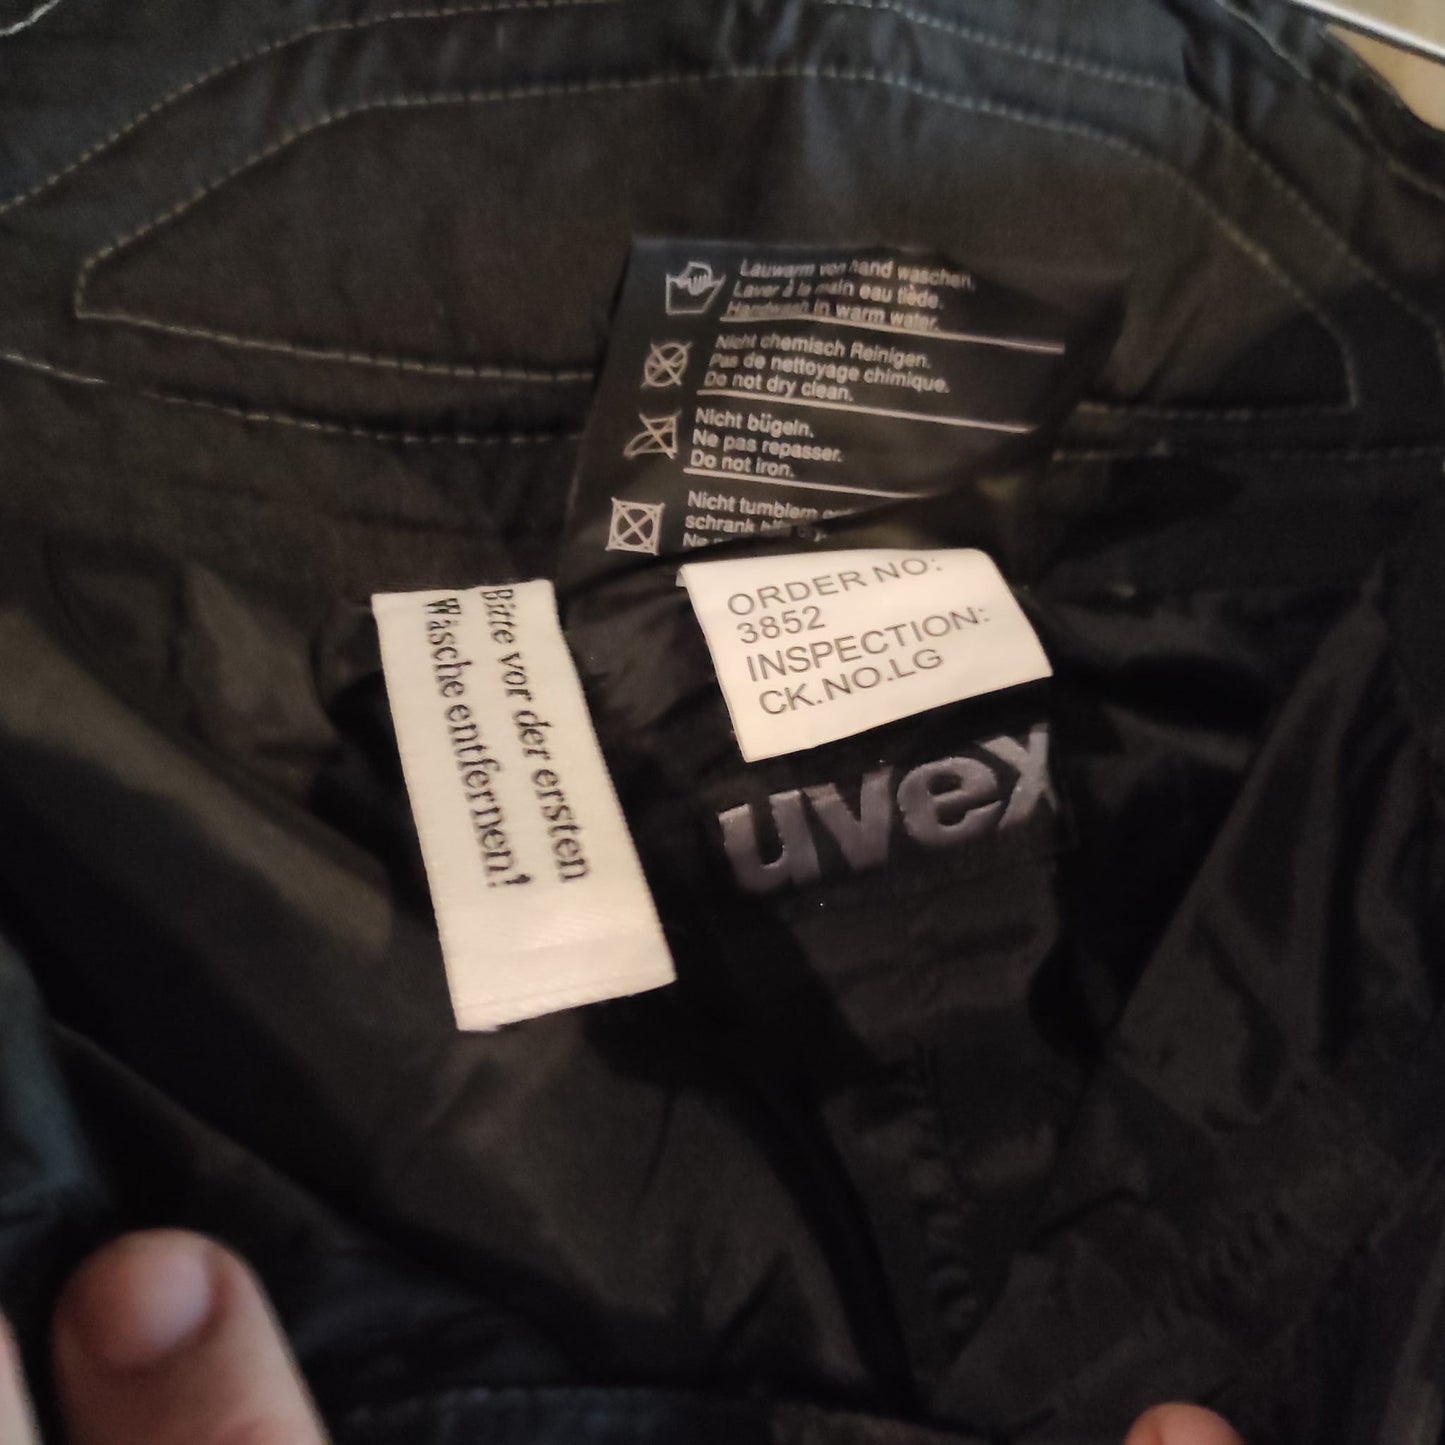 Lauwarm von hand waschen.
Laver à la main eau tiède.
Handwash in warm water.
Nicht chemisch Reinigen.
Pas de nettoyage chimique.
Do not dry clean.
Nicht bügeln.
Ne pas repasser.
Do not iron.
Nicht tumblern
schrank
Ne
ORDER NO:
3852
INSPECTION:
CK.NO.LG
Bitte vor der ersten
Wäsche entfernen!
uvex